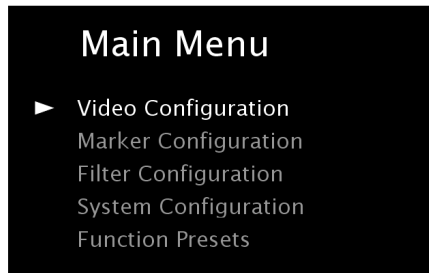 Main Menu
Video Configuration
Marker Configuration
Filter Configuration
System Configuration
Function Presets